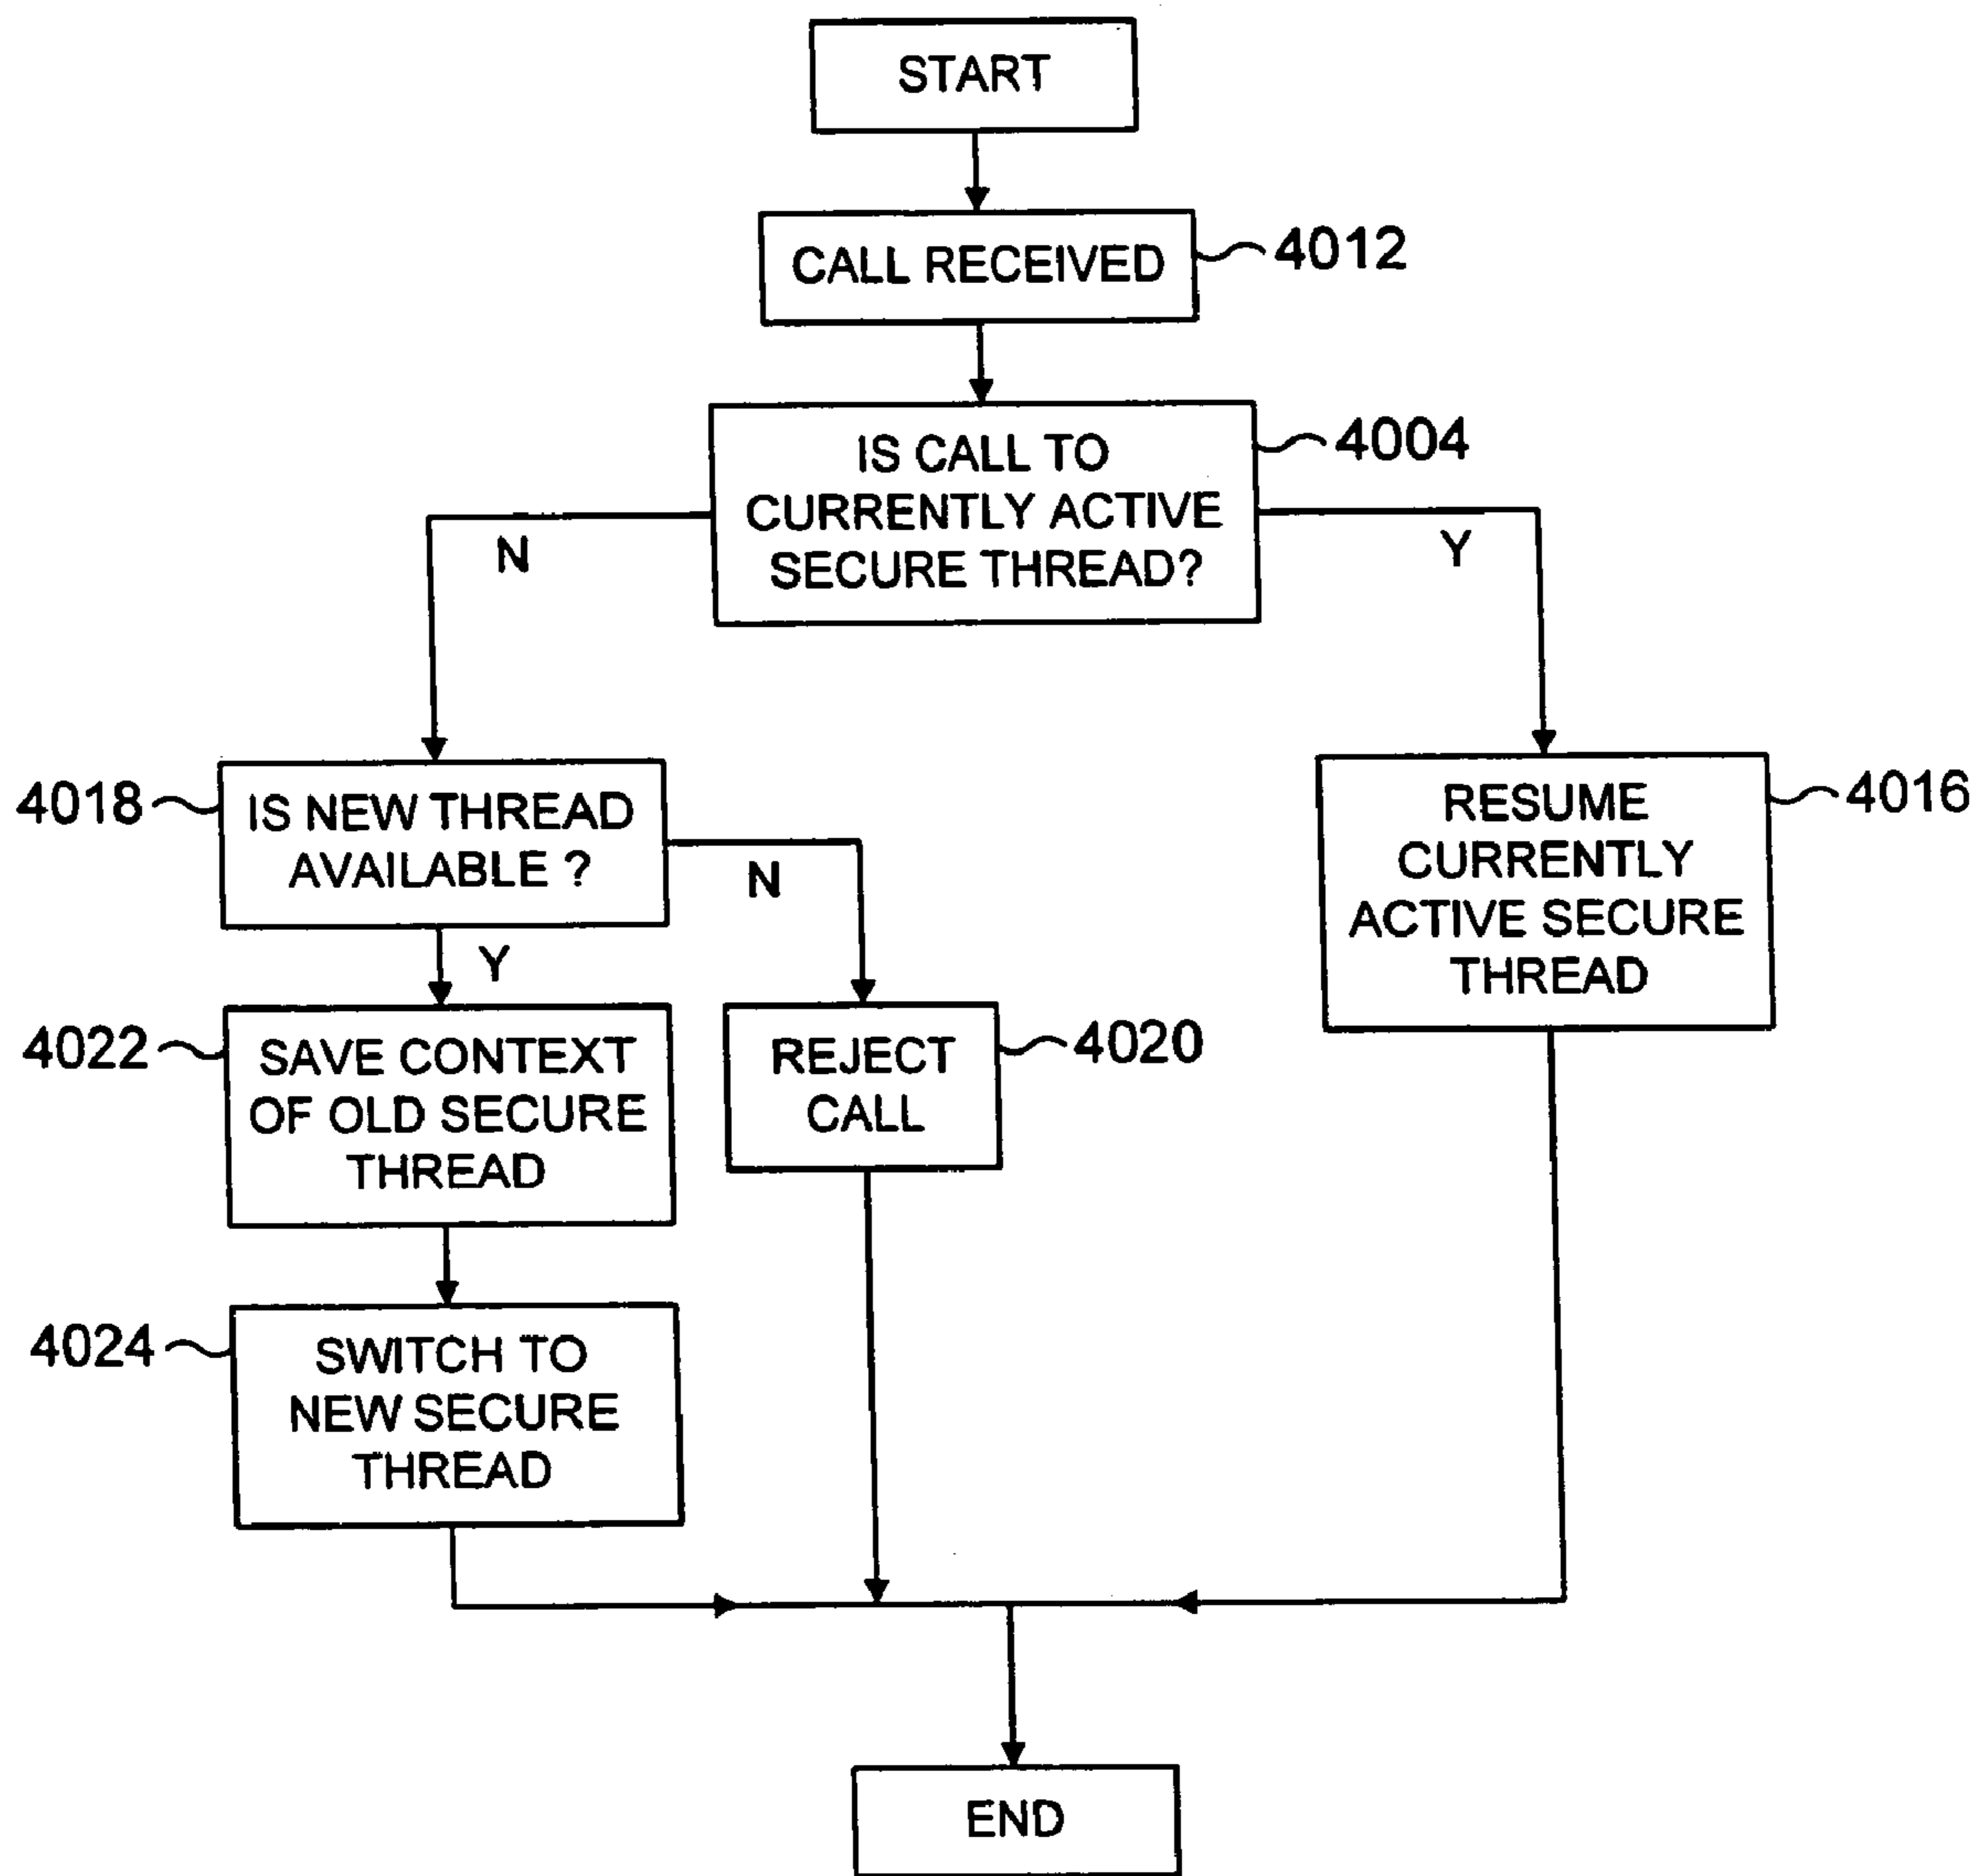 START
CALL RECEIVED
4012
IS CALL TO
CURRENTLY ACTIVE
SECURE THREAD?
4004
N
Y
4018
IS NEW THREAD
AVAILABLE ?
N
Y
RESUME
CURRENTLY
ACTIVE SECURE
THREAD
4016
4022
SAVE CONTEXT
OF OLD SECURE
THREAD
REJECT
CALL
4020
4024
SWITCH TO
NEW SECURE
THREAD
END